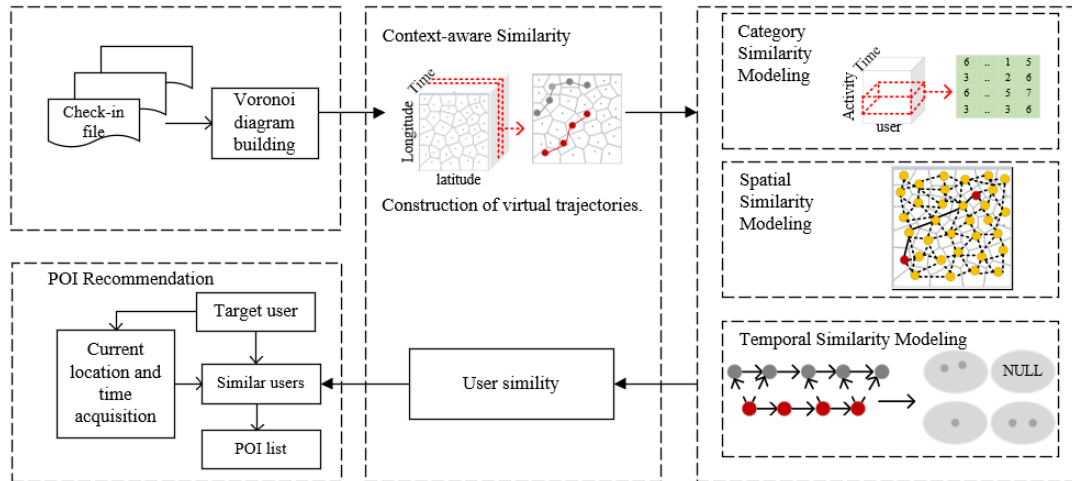 Check-in
file
Voronoi
diagram
building
Context-aware Similarity
Time
Longitude
latitude
Construction of virtual trajectories.
Category
Similarity
Modeling
Time
Activity
user
6 .. 1 5
3 .. 2 6
6 .. 5 7
3 .. 3 6
Spatial
Similarity
Modeling
Temporal Similarity Modeling
NULL
User simility
POI Recommendation
Target user
Current
location and
time
acquisition
Similar users
POI list